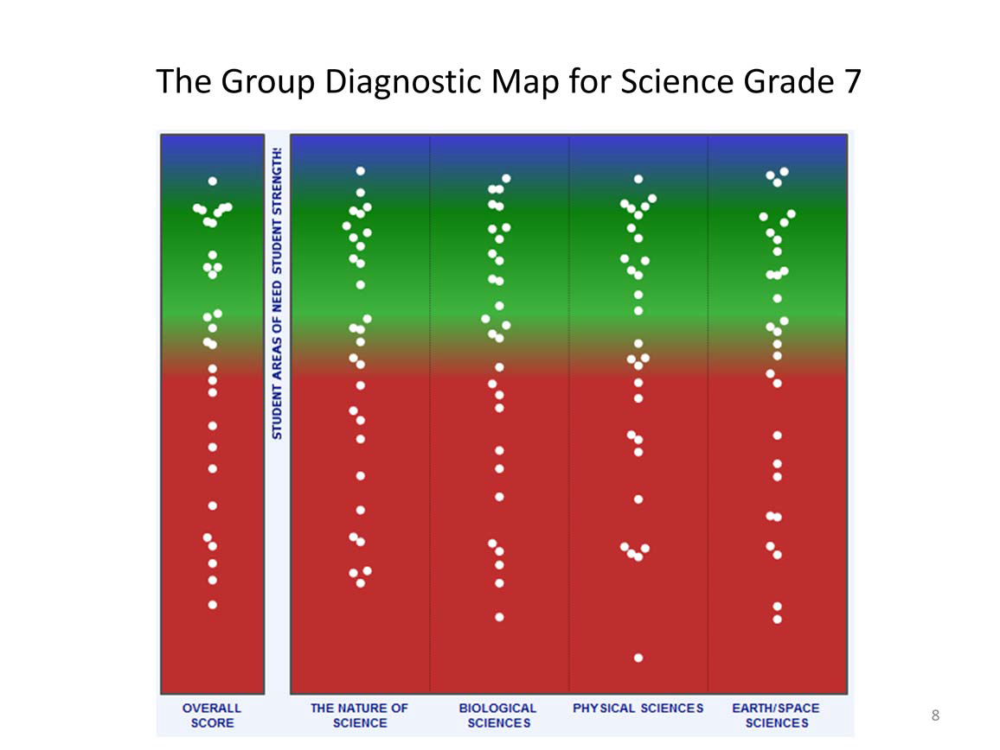 The Group Diagnostic Map for Science Grade 7
STUDENT AREAS OF NEED STUDENT STRENGTH!
OVERALL
SCORE
THE NATURE OF
SCIENCE
BIOLOGICAL
SCIENCES
PHYSICAL SCIENCES
EARTH/SPACE
SCIENCES
8